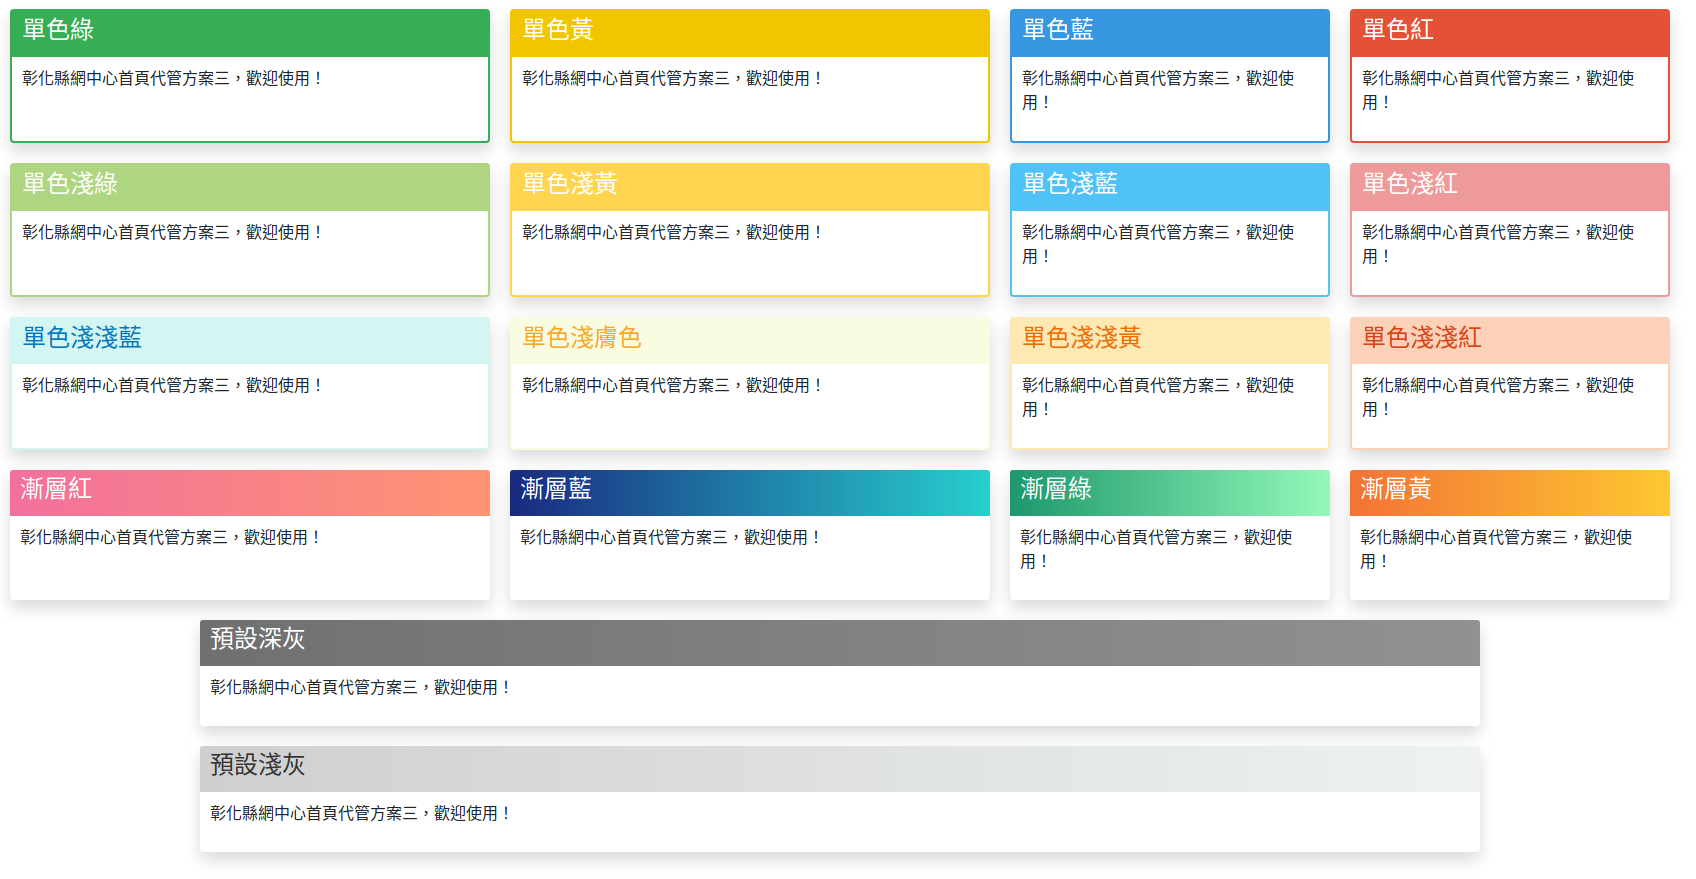 單色綠
彰化縣網中心首頁代管方案三，歡迎使用！
單色黃
彰化縣網中心首頁代管方案三，歡迎使用！
單色藍
彰化縣網中心首頁代管方案三，歡迎使
用！
單色紅
彰化縣網中心首頁代管方案三，歡迎使
用！
單色淺綠
彰化縣網中心首頁代管方案三，歡迎使用！
單色淺黃
彰化縣網中心首頁代管方案三，歡迎使用！
單色淺藍
彰化縣網中心首頁代管方案三，歡迎使
用！
單色淺紅
彰化縣網中心首頁代管方案三，歡迎使
用！
單色淺淺藍
彰化縣網中心首頁代管方案三，歡迎使用！
單色淺膚色
彰化縣網中心首頁代管方案三，歡迎使用！
單色淺淺黃
彰化縣網中心首頁代管方案三，歡迎使
用！
單色淺淺紅
彰化縣網中心首頁代管方案三，歡迎使
用！
漸層紅
彰化縣網中心首頁代管方案三，歡迎使用！
漸層藍
彰化縣網中心首頁代管方案三，歡迎使用！
漸層綠
彰化縣網中心首頁代管方案三，歡迎使
用！
漸層黃
彰化縣網中心首頁代管方案三，歡迎使
用！
預設深灰
彰化縣網中心首頁代管方案三，歡迎使用！
預設淺灰
彰化縣網中心首頁代管方案三，歡迎使用！